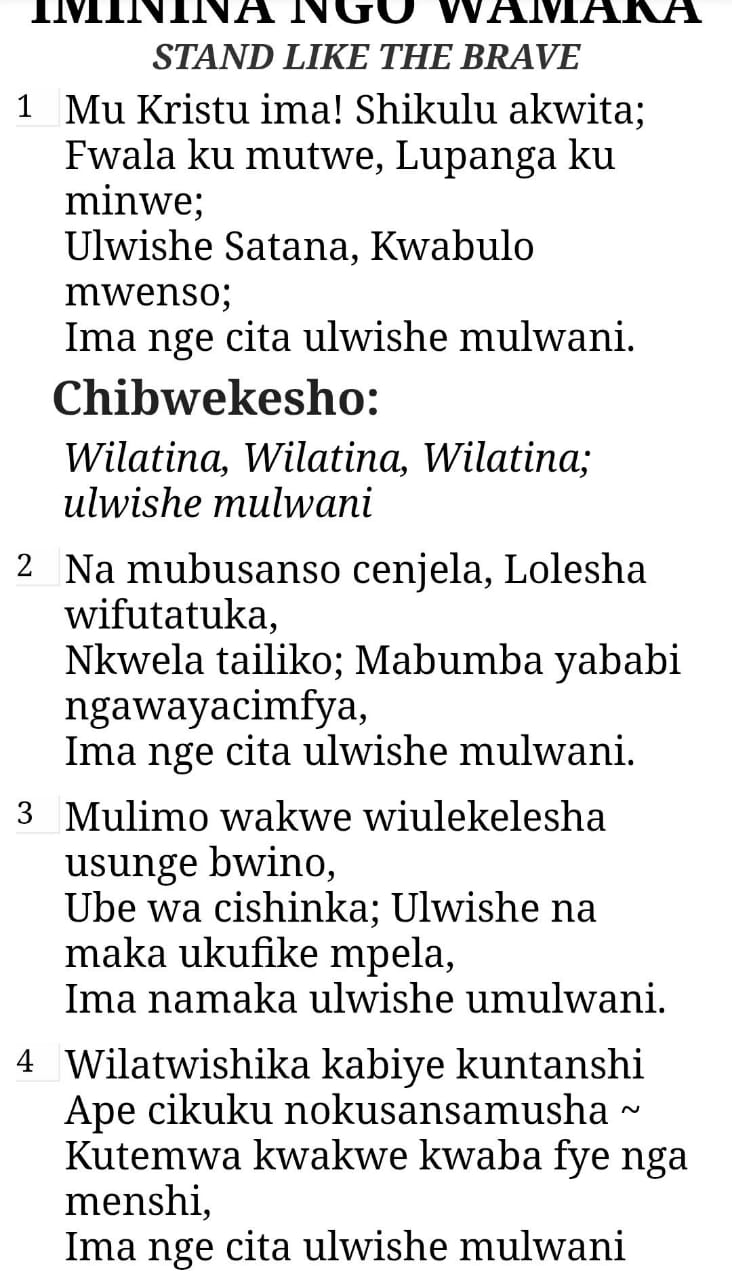 IMININA NGO WAMAKA
STAND LIKE THE BRAVE
1 Mu Kristu ima! Shikulu akwita;
Fwala ku mutwe, Lupanga ku
minwe;
Ulwishe Satana, Kwabulo
mwenso;
Ima nge cita ulwishe mulwani.
Chibwekesho:
Wilatina, Wilatina, Wilatina;
ulwishe mulwani
2 Na mubusanso cenjela, Lolesha
wifutatuka,
Nkwela tailiko; Mabumba yababi
ngawayacimfya,
Ima nge cita ulwishe mulwani.
3 Mulimo wakwe wiulekelesha
usunge bwino,
Ube wa cishinka; Ulwishe na
maka ukufike mpela,
Ima namaka ulwishe umulwani.
4 Wilatwishika kabiye kuntanshi
Ape cikuku nokusansamusha ~
Kutemwa kwakwe kwaba fye nga
menshi,
Ima nge cita ulwishe mulwani